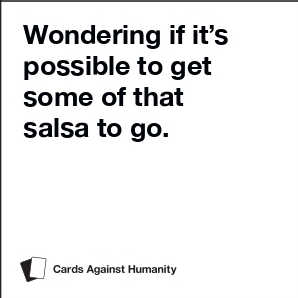 Wondering if it’s
possible to get
some of that
salsa to go.
Cards Against Humanity